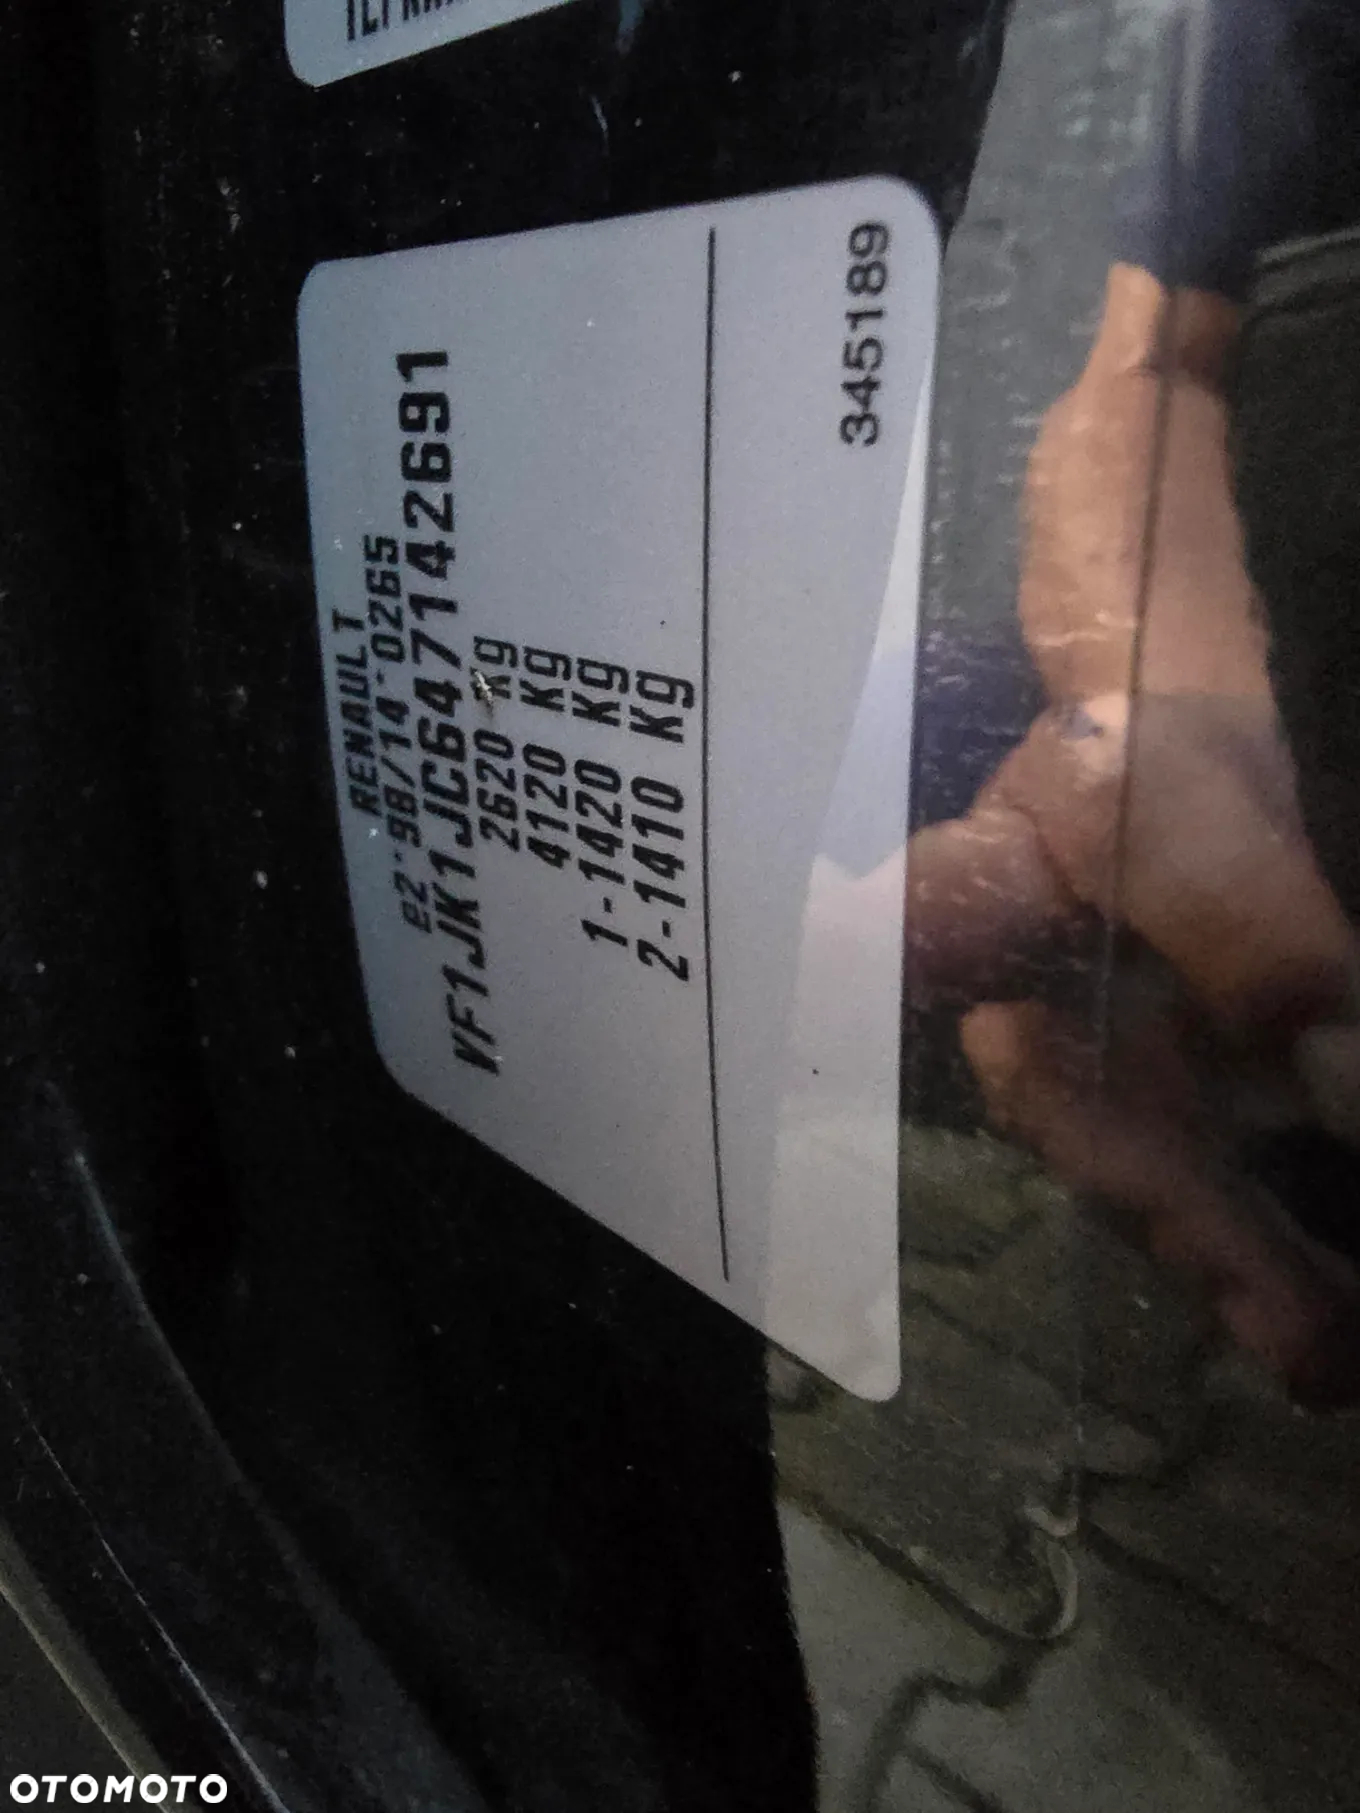 RENAULT
e2*98/14*0265
VF1JK1JC647142691
2620 Kg
4120 Kg
1-1420 Kg
2-1410 Kg
345189
OTOMOTO